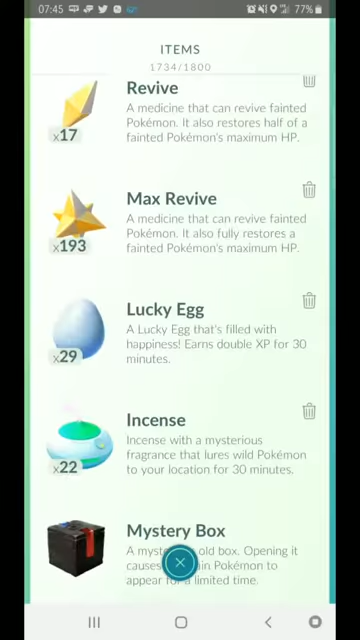 07:45
77%
ITEMS
1734/1800
Revive
A medicine that can revive fainted
Pokémon. It also restores half of a
fainted Pokémon's maximum HP.
x17
Max Revive
A medicine that can revive fainted
Pokémon. It also fully restores a
fainted Pokémon's maximum HP.
x193
Lucky Egg
A Lucky Egg that's filled with
happiness! Earns double XP for 30
minutes.
x29
Incense
Incense with a mysterious
fragrance that lures wild Pokémon
to your location for 30 minutes.
x22
Mystery Box
old box. Opening it
causes
Pokémon to
appear
a limited time.